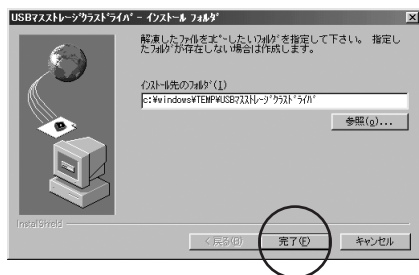 USBマスストレージクラスドライバ - インストール フォルダ
解凍したファイルをコピーしたいフォルダを指定して下さい。 指定し
たフォルダが存在しない場合は作成します。
インストール先のフォルダ(I)
c:¥windows¥TEMP¥USBマスストレージクラスドライバ
参照(o)...
InstallShield
< 戻る(B)
完了(F)
キャンセル